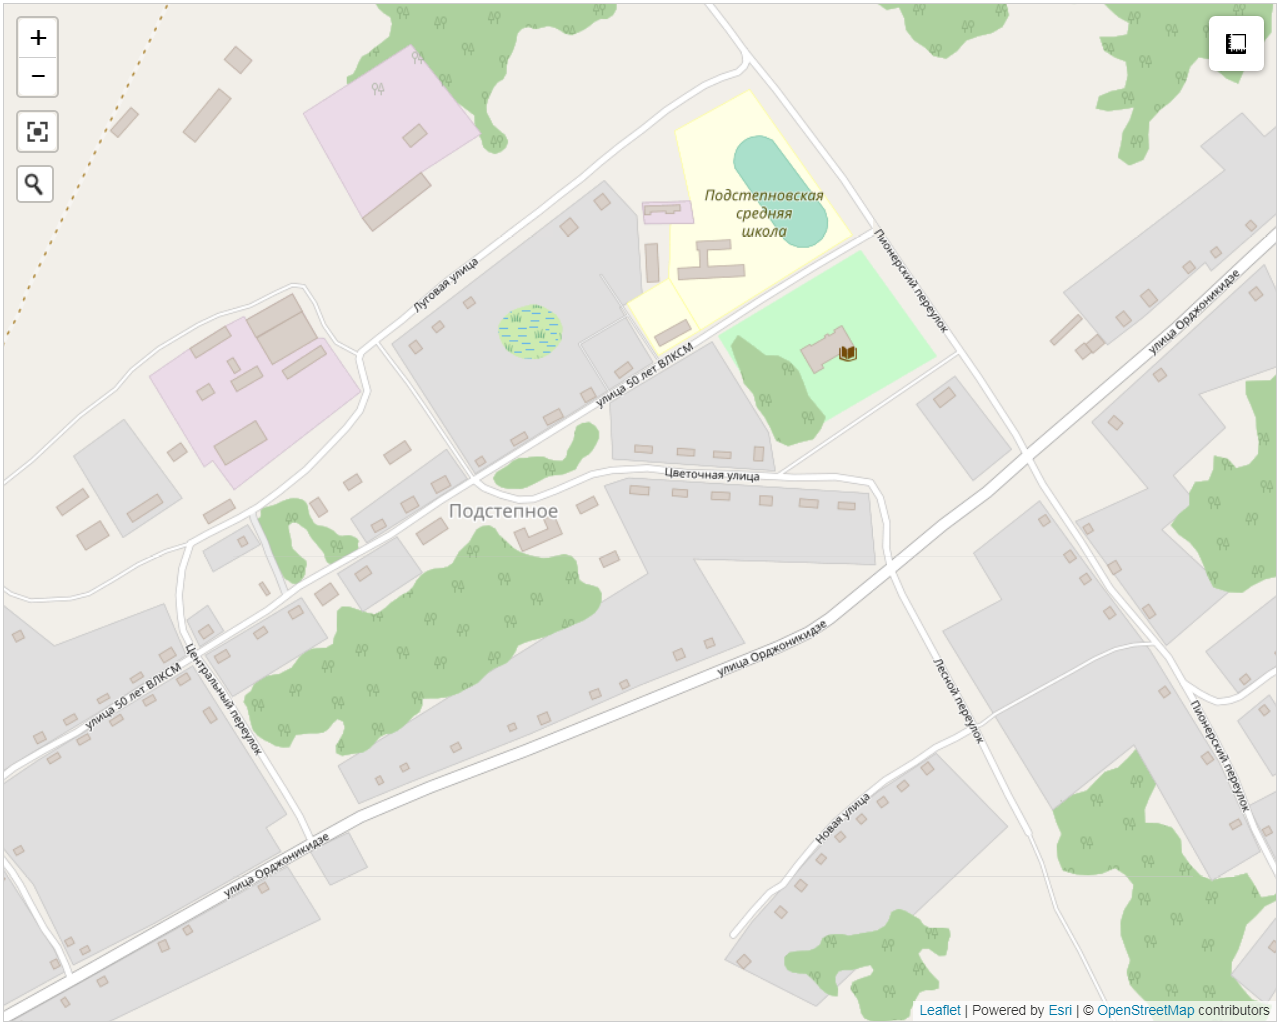 +
−
Подстепновская
средняя
школа
Пионерский переулок
Луговая улица
улица Орджоникидзе
улица 50 лет ВЛКСМ
Цветочная улица
Подстепное
улица Орджоникидзе
Центральный переулок
улица 50 лет ВЛКСМ
Лесной переулок
Пионерский переулок
Новая улица
улица Орджоникидзе
Leaflet | Powered by Esri | © OpenStreetMap contributors